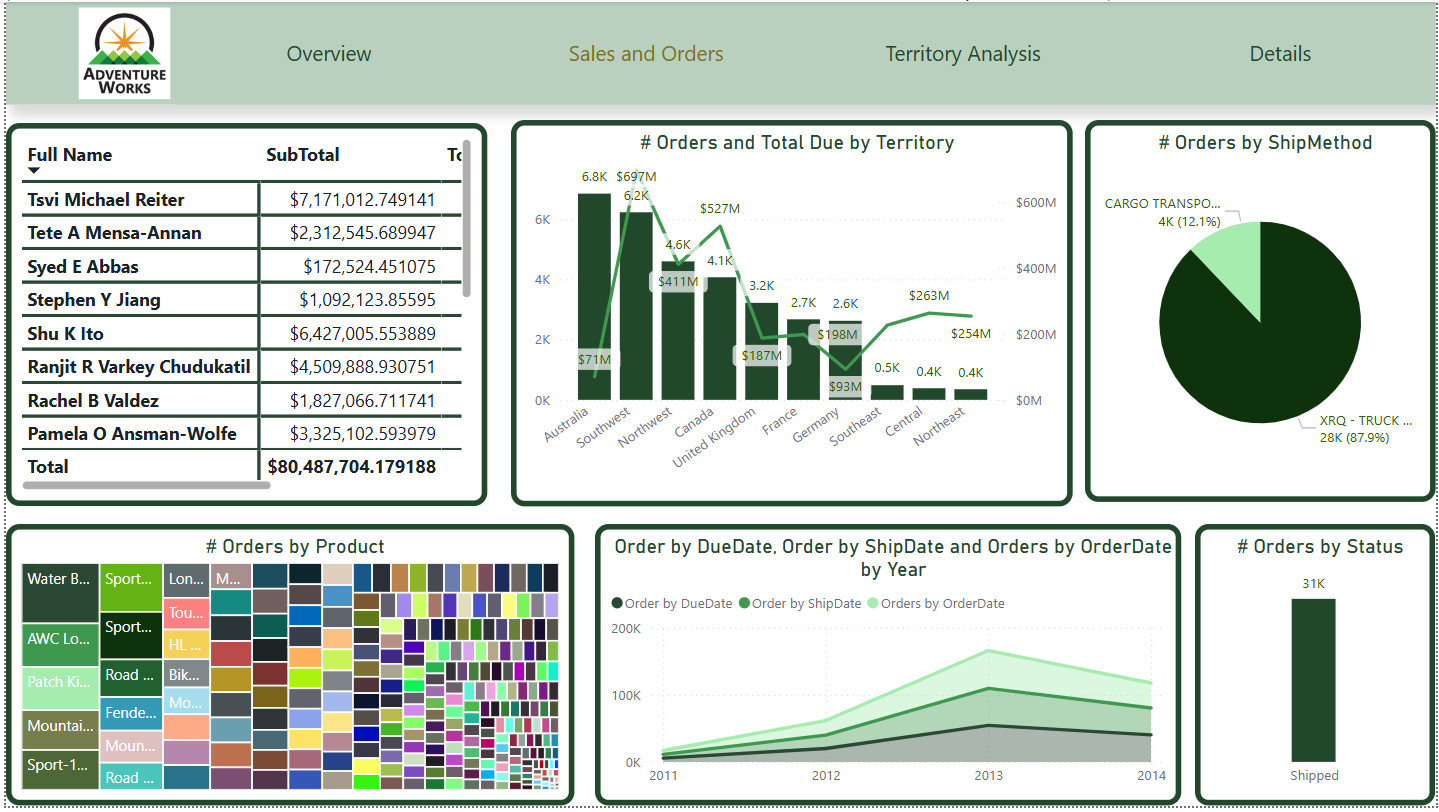 ADVENTURE
WORKS
Overview
Sales and Orders
Territory Analysis
Details
Full Name SubTotal Tc
Tsvi Michael Reiter $7,171,012.749141
Tete A Mensa-Annan $2,312,545.689947
Syed E Abbas $172,524.451075
Stephen Y Jiang $1,092,123.85595
Shu K Ito $6,427,005.553889
Ranjit R Varkey Chudukatil $4,509,888.930751
Rachel B Valdez $1,827,066.711741
Pamela O Ansman-Wolfe $3,325,102.593979
Total $80,487,704.179188
# Orders and Total Due by Territory
6.8K $697M
6.2K
$527M
4.6K
4.1K
$411M
3.2K
2.7K
2.6K
$263M
$254M
$198M
$187M
$71M
$93M
0.5K
0.4K
0.4K
6K
4K
2K
0K
$600M
$400M
$200M
$0M
Australia
Southwest
Northwest
Canada
United Kingdom
France
Germany
Southeast
Central
Northeast
# Orders by ShipMethod
CARGO TRANSPO...
4K (12.1%)
XRQ - TRUCK ...
28K (87.9%)
# Orders by Product
Water B...
AWC Lo...
Patch Ki...
Mountai...
Sport-1...
Sport...
Sport...
Road ...
Fende...
Moun...
Road ...
Lon...
Tou...
HL ...
Bik...
Mo...
M...
Order by DueDate, Order by ShipDate and Orders by OrderDate
by Year
Order by DueDate Order by ShipDate Orders by OrderDate
200K
100K
0K
2011 2012 2013 2014
# Orders by Status
31K
Shipped